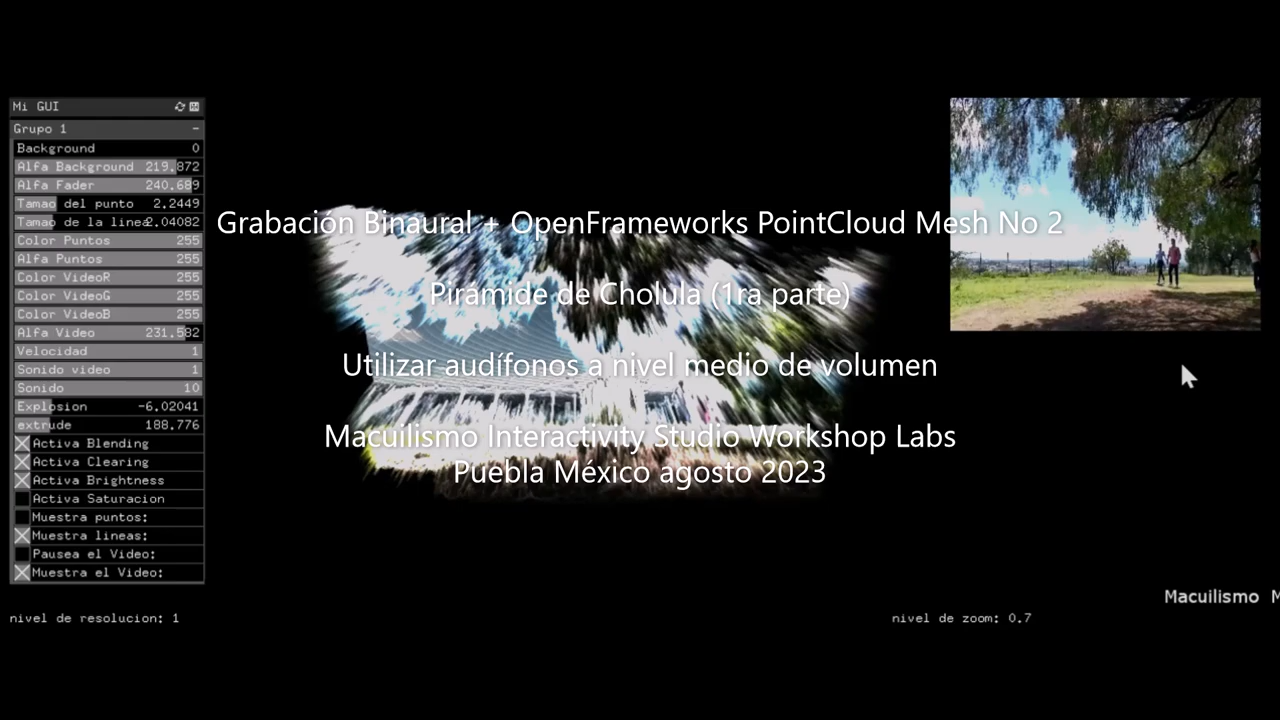 Mi GUI
Grupo 1 -
Background 0
Alfa Background 219.872
Alfa Fader 240.689
Tamao del punto 2.2449
Tamao de la linea2.04082
Color Puntos 255
Alfa Puntos 255
Color VideoR 255
Color VideoG 255
Color VideoB 255
Alfa Video 231.582
Velocidad 1
Sonido video 1
Sonido 10
Explosion -6.02041
extrude 188.776
Activa Blending
Activa Clearing
Activa Brightness
Activa Saturacion
Muestra puntos:
Muestra lineas:
Pausea el Video:
Muestra el Video:
nivel de resolucion: 1
Grabación Binaural + OpenFrameworks PointCloud Mesh No 2
Pirámide de Cholula (1ra parte)
Utilizar audífonos a nivel medio de volumen
Macuilismo Interactivity Studio Workshop Labs
Puebla México agosto 2023
nivel de zoom: 0.7
Macuilismo M